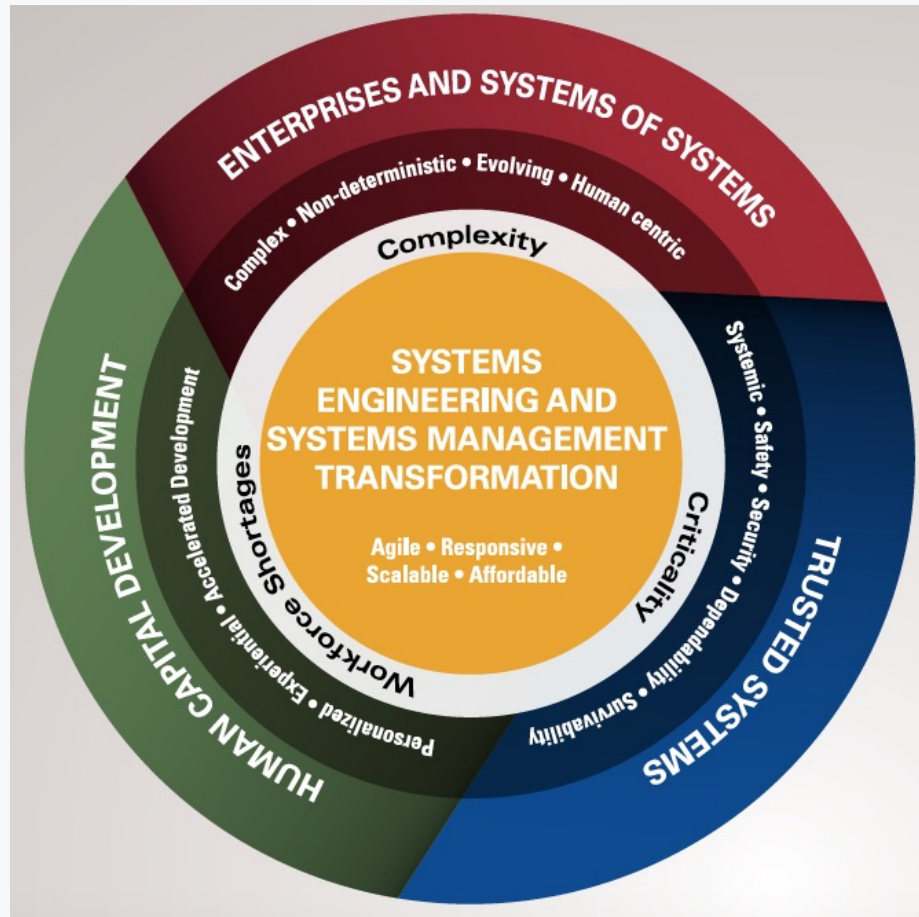 ENTERPRISES AND SYSTEMS OF SYSTEMS
Complex • Non-deterministic • Evolving • Human centric
Complexity
SYSTEMS
ENGINEERING AND
SYSTEMS MANAGEMENT
TRANSFORMATION
Agile • Responsive •
Scalable • Affordable
Criticality
Systemic • Safety • Security • Dependability • Survivability
TRUSTED SYSTEMS
Workforce Shortages
Personalized • Experiential • Accelerated Development
HUMAN CAPITAL DEVELOPMENT